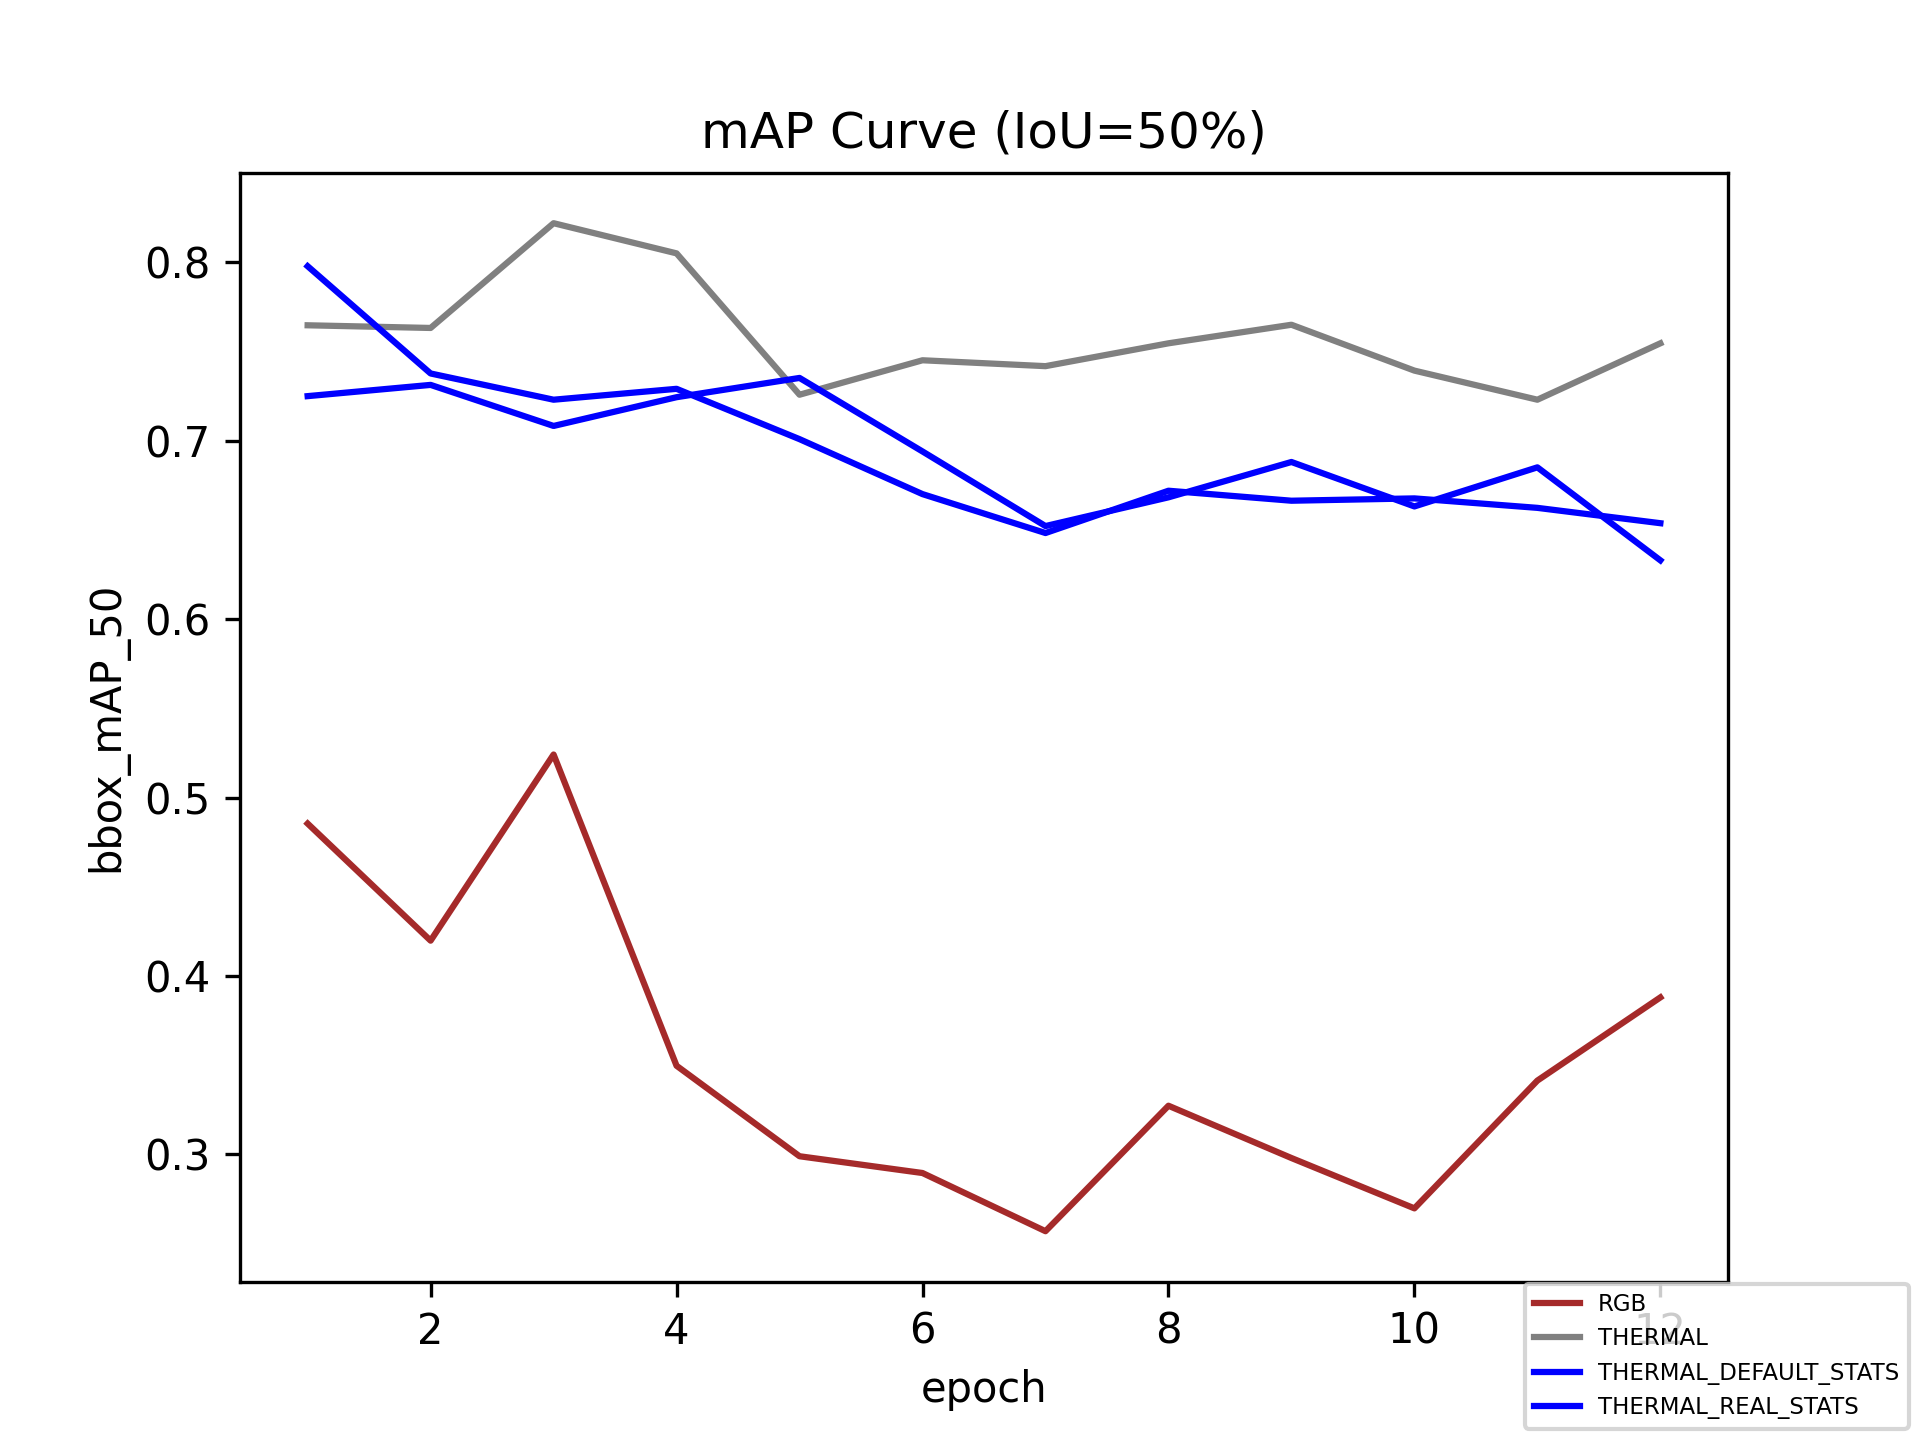 mAP Curve (IoU=50%)
bbox_mAP_50
0.8
0.7
0.6
0.5
0.4
0.3
2 4 6 8 10 12
epoch
RGB
THERMAL
THERMAL_DEFAULT_STATS
THERMAL_REAL_STATS